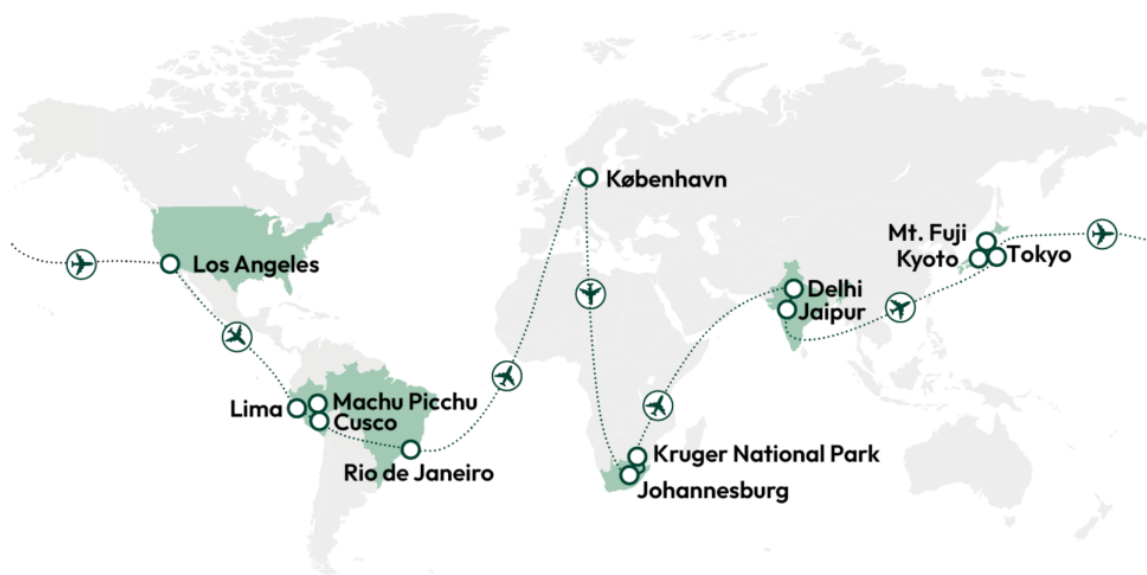 København
Mt. Fuji
Kyoto
Tokyo
Los Angeles
Delhi
Jaipur
Machu Picchu
Lima
Cusco
Rio de Janeiro
Kruger National Park
Johannesburg